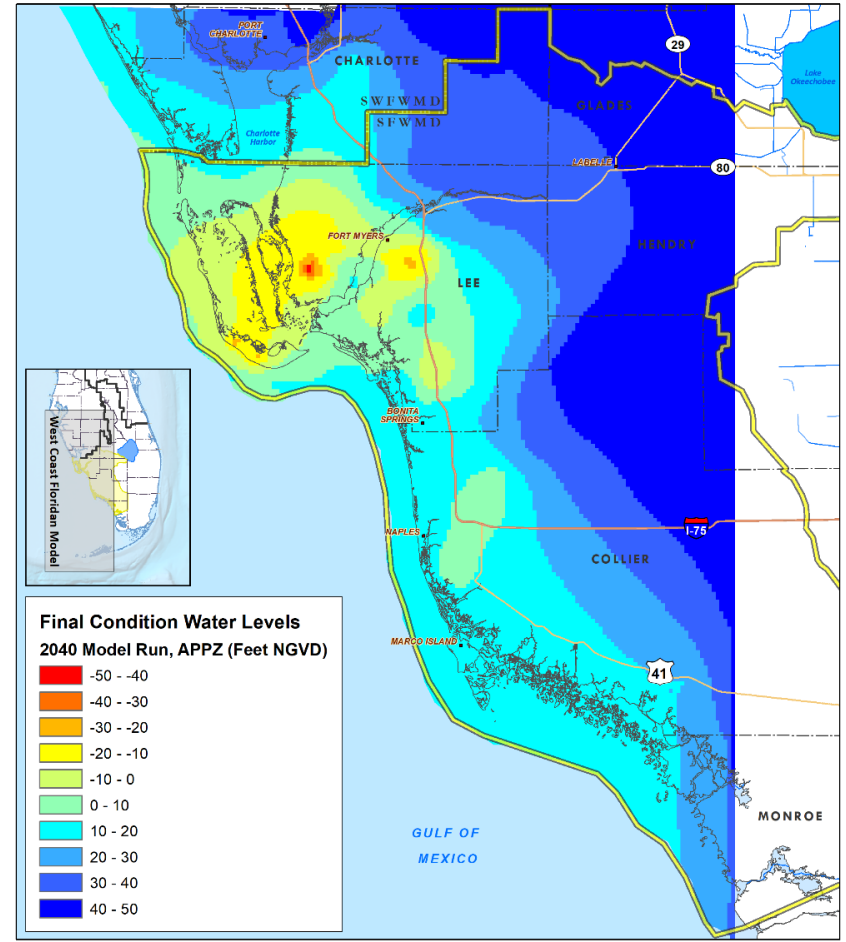 PORT
CHARLOTTE
CHARLOTTE
29
Lake
Okeechobee
SWFWMD
SFWMD
GLADES
Charlotte
Harbor
LABELLE
80
FORT MYERS
HENDRY
LEE
BONITA
SPRINGS
West Coast Floridan Model
NAPLES
I-75
COLLIER
MARCO ISLAND
41
MONROE
GULF OF
MEXICO
Final Condition Water Levels
2040 Model Run, APPZ (Feet NGVD)
-50 - -40
-40 - -30
-30 - -20
-20 - -10
-10 - 0
0 - 10
10 - 20
20 - 30
30 - 40
40 - 50